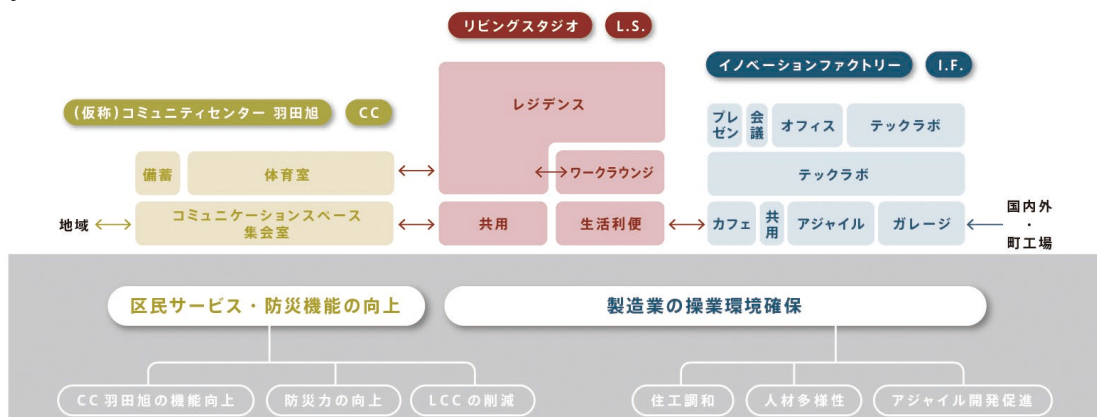 リビングスタジオ L.S.
イノベーションファクトリー I.F.
(仮称)コミュニティセンター 羽田旭 CC
レジデンス
プレ
ゼン
会
議
オフィス
テックラボ
備蓄
体育室
ワークラウンジ
テックラボ
地域
コミュニケーションスペース
集会室
共用
生活利便
カフェ
共
用
アジャイル
ガレージ
国内外
・
町工場
区民サービス・防災機能の向上
製造業の操業環境確保
CC羽田旭の機能向上
防災力の向上
LCCの削減
住工調和
人材多様性
アジャイル開発促進